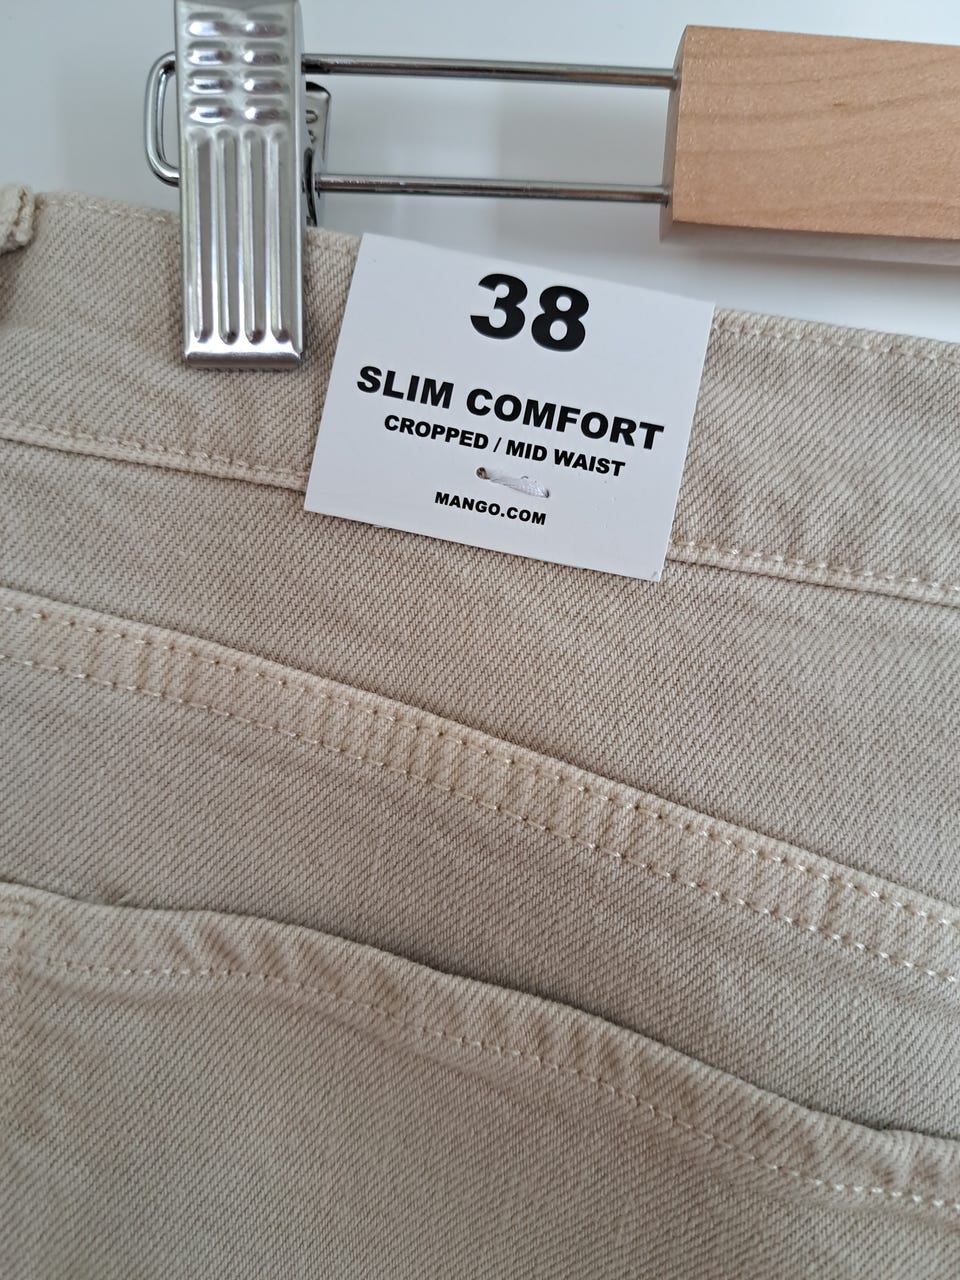 38
SLIM COMFORT
CROPPED / MID WAIST
MANGO.COM